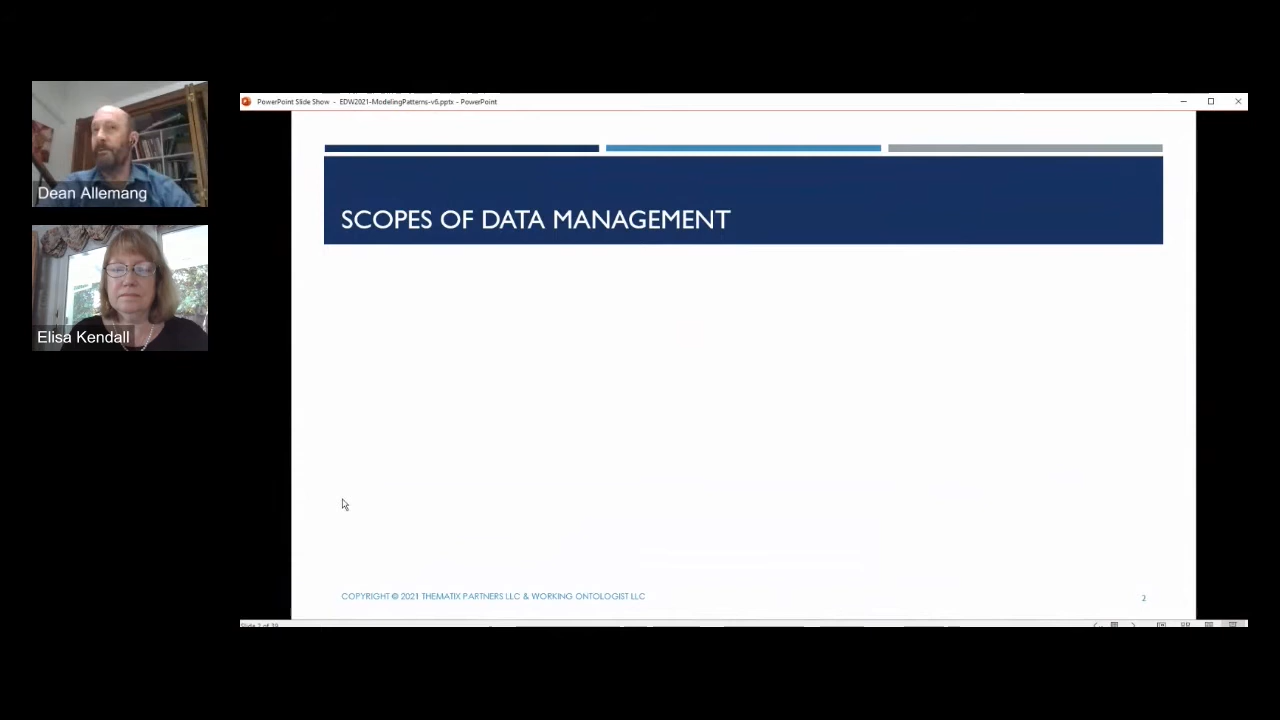 PowerPoint Slide Show - EDW2021-ModelingPatterns-v6.pptx - PowerPoint
Dean Allemang
SCOPES OF DATA MANAGEMENT
Elisa Kendall
COPYRIGHT © 2021 THEMATIX PARTNERS LLC & WORKING ONTOLOGIST LLC
2